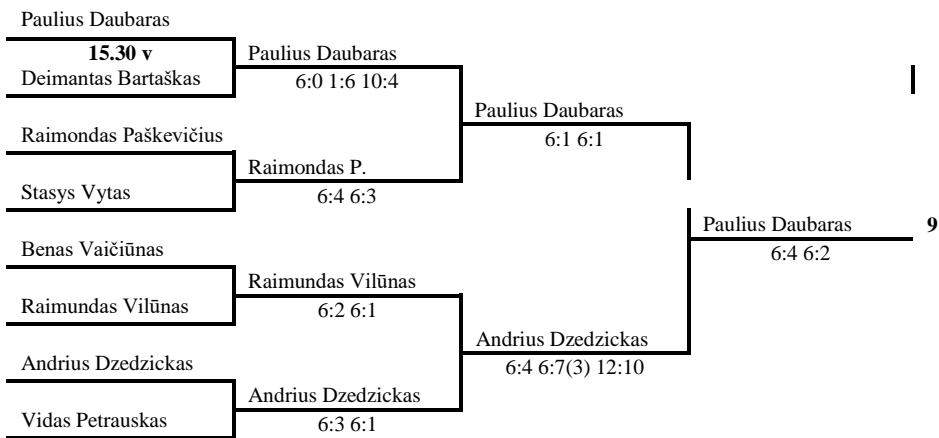 Paulius Daubaras
15.30 v
Deimantas Bartaškas
Paulius Daubaras
6:0 1:6 10:4
Raimondas Paškevičius
Stasys Vytas
Raimondas P.
6:4 6:3
Paulius Daubaras
6:1 6:1
Benas Vaičiūnas
Raimundas Vilūnas
Raimundas Vilūnas
6:2 6:1
Andrius Dzedzickas
Vidas Petrauskas
Andrius Dzedzickas
6:3 6:1
Andrius Dzedzickas
6:4 6:7(3) 12:10
Paulius Daubaras
6:4 6:2
9